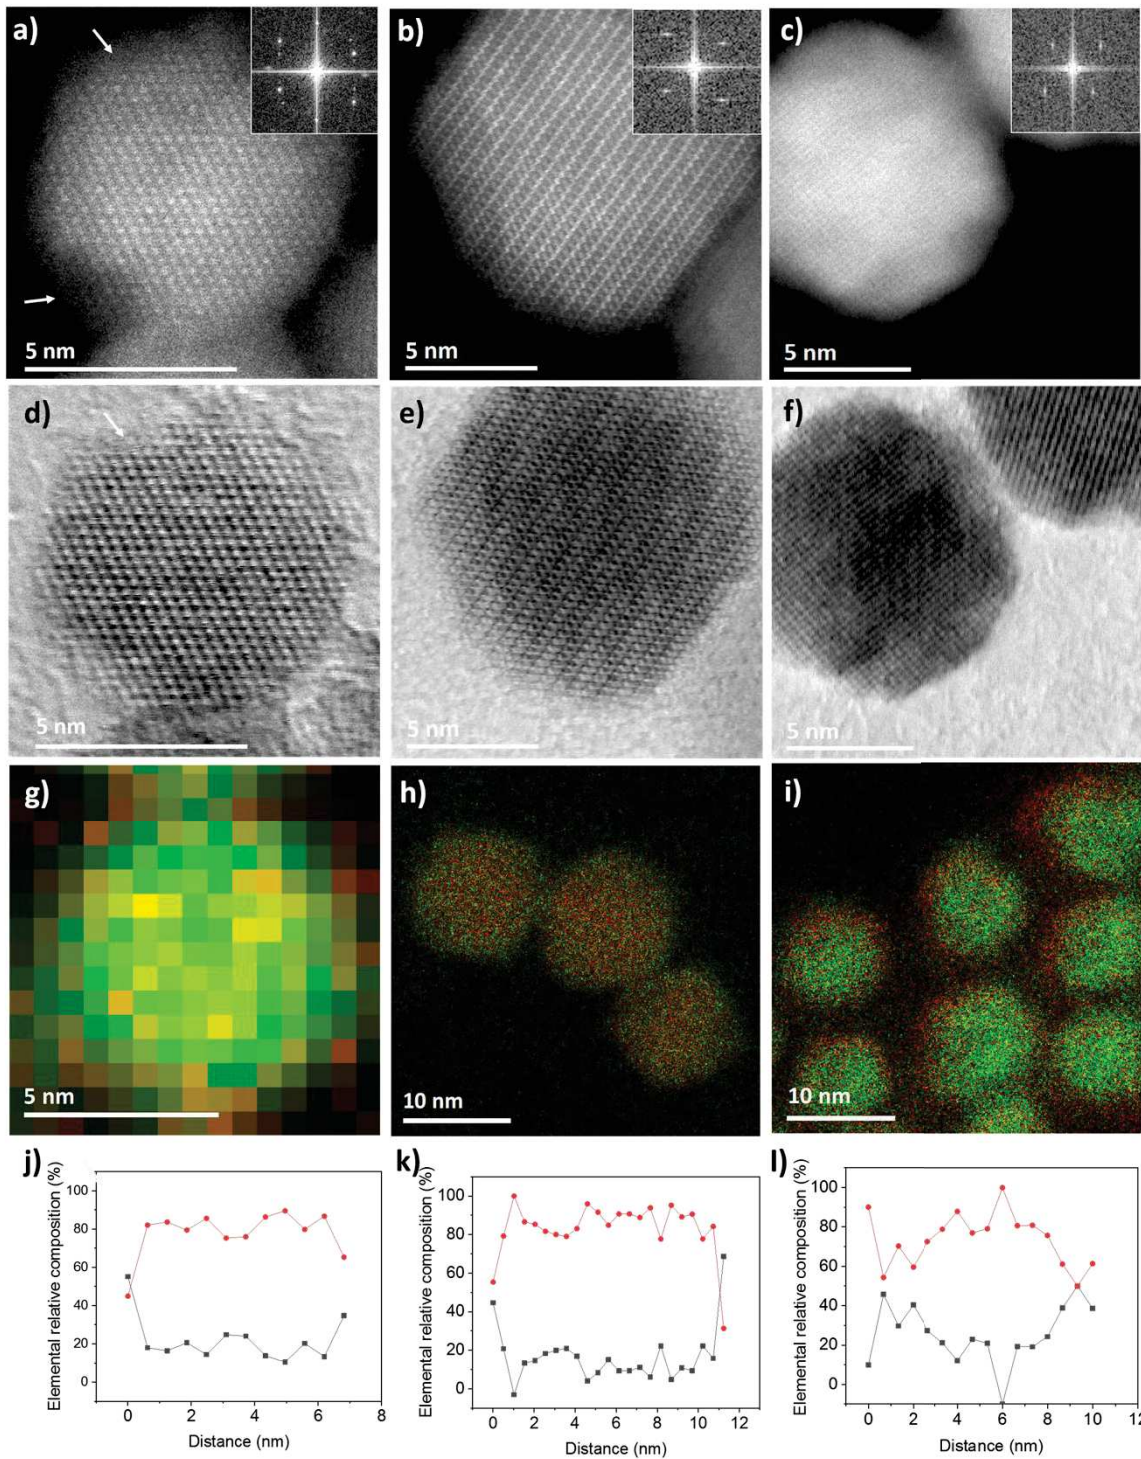 a)
b)
c)
5 nm
5 nm
5 nm
d)
e)
f)
5 nm
5 nm
5 nm
g)
h)
i)
5 nm
10 nm
10 nm
j)
k)
l)
Elemental relative composition (%)
100
80
60
40
20
0
0
2
4
6
8
Distance (nm)
Elemental relative composition (%)
100
80
60
40
20
0
0
2
4
6
8
10
12
Distance (nm)
Elemental relative composition (%)
100
80
60
40
20
0
0
2
4
6
8
10
12
Distance (nm)